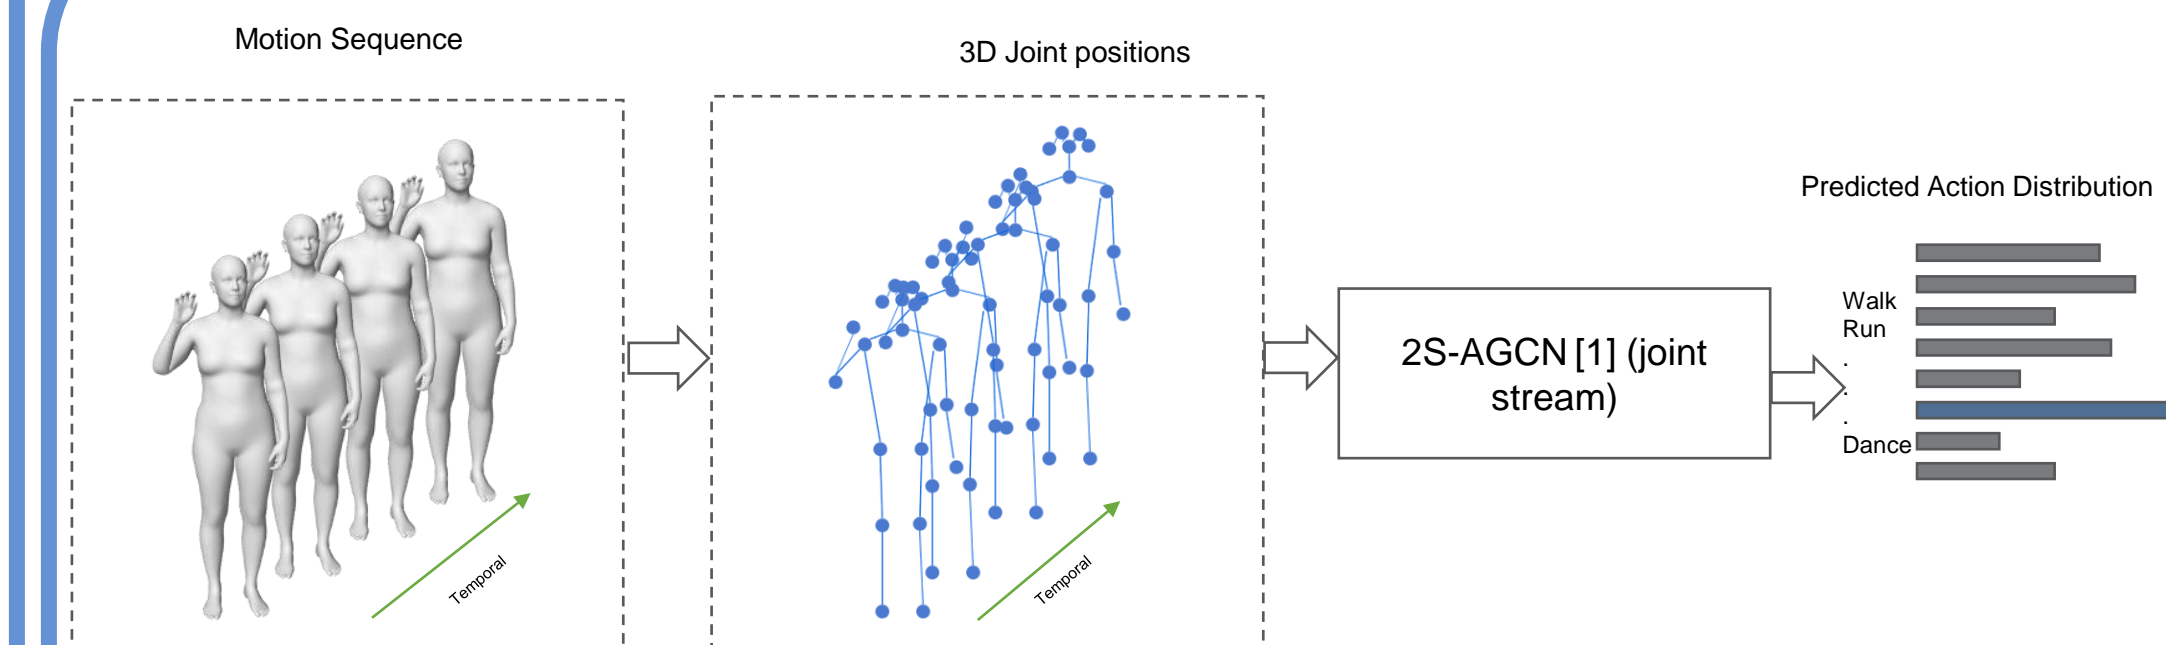 Motion Sequence
3D Joint positions
Predicted Action Distribution
Temporal
Temporal
2S-AGCN [1] (joint
stream)
Walk
Run
.
.
.
Dance